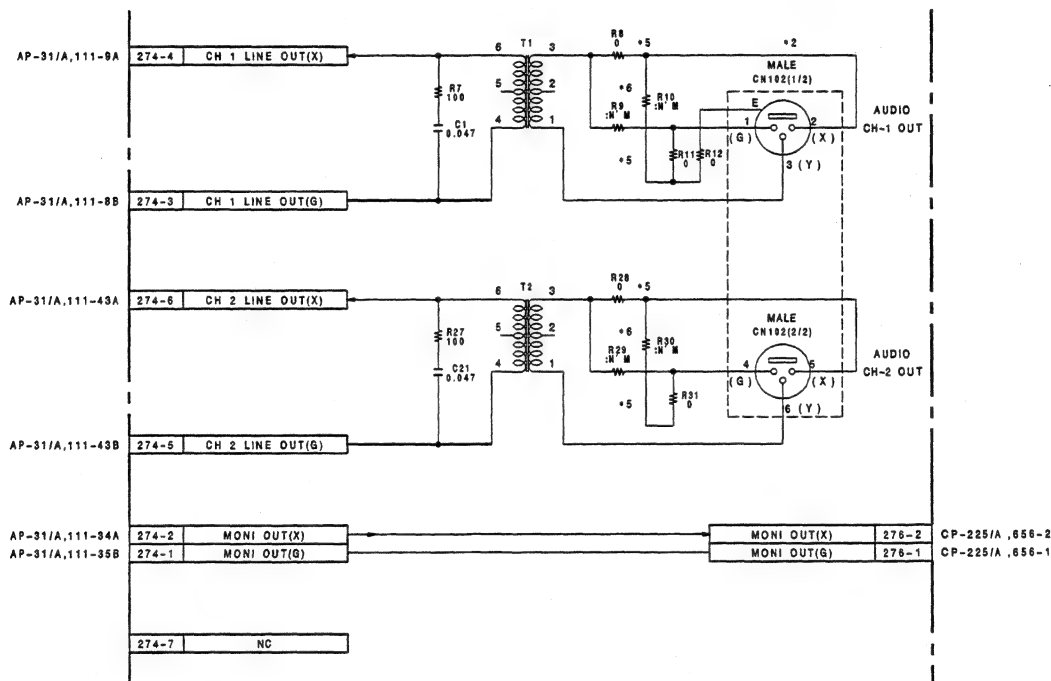 AP-31/A,111-9A 274-4 CH 1 LINE OUT(X)
AP-31/A,111-8B 274-3 CH 1 LINE OUT(G)
R7
100
C1
0.047
T1
6 3
5 2
4 1
R8
0
*5
*6
R9
:N'M
R10
:N'M
*5
R11
0
R12
0
*2
MALE
CN102(1/2)
E
1 2
(G) (X)
3 (Y)
AUDIO
CH-1 OUT
AP-31/A,111-43A 274-6 CH 2 LINE OUT(X)
AP-31/A,111-43B 274-5 CH 2 LINE OUT(G)
R27
100
C21
0.047
T2
6 3
5 2
4 1
R28
0
*5
*6
R29
:N'M
R30
:N'M
*5
R31
0
MALE
CN102(2/2)
4 5
(G) (X)
6 (Y)
AUDIO
CH-2 OUT
AP-31/A,111-34A 274-2 MONI OUT(X) MONI OUT(X) 276-2 CP-225/A ,656-2
AP-31/A,111-35B 274-1 MONI OUT(G) MONI OUT(G) 276-1 CP-225/A ,656-1
274-7 NC